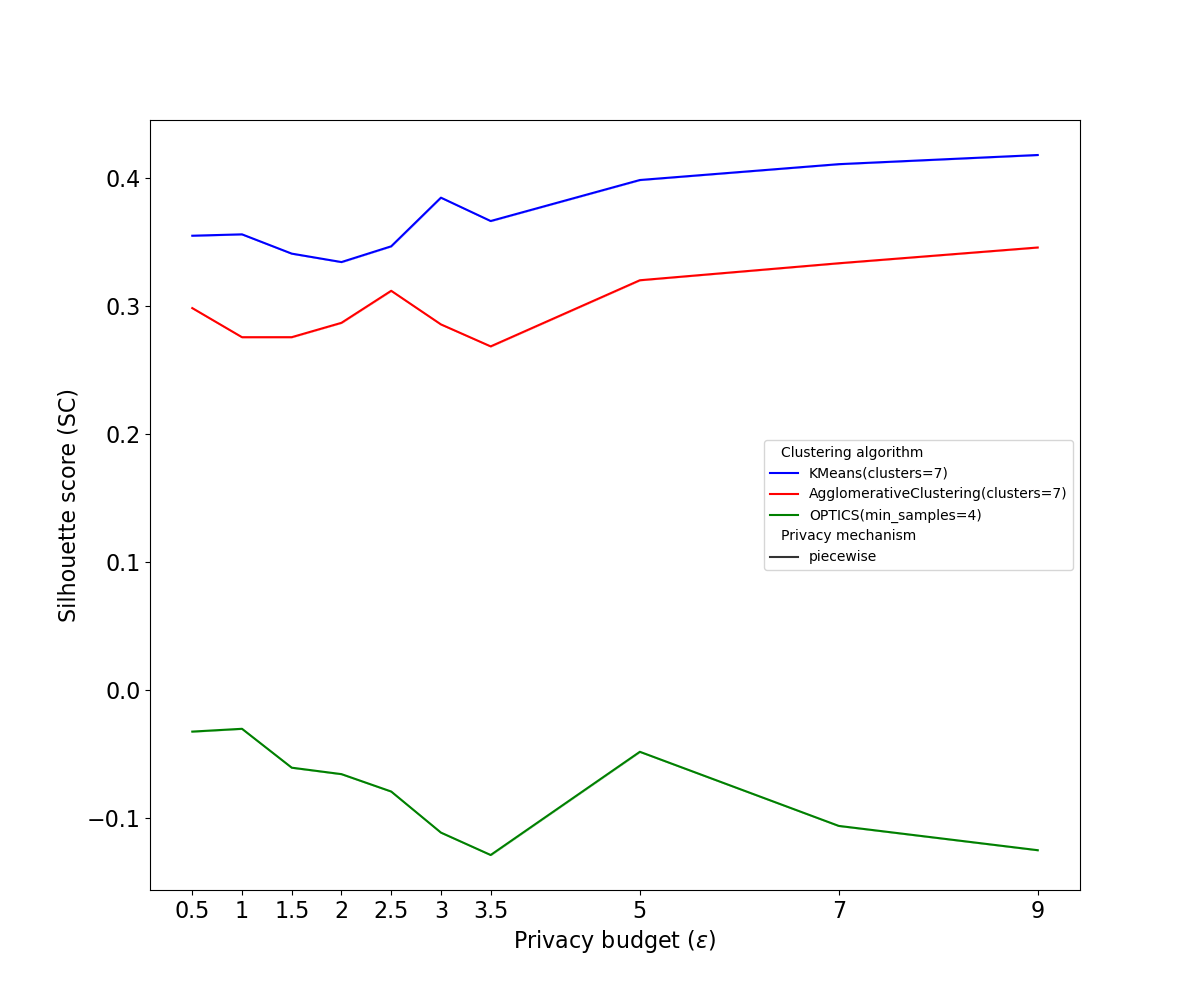 0.4
0.3
0.2
0.1
0.0
−0.1
Silhouette score (SC)
Clustering algorithm
KMeans(clusters=7)
AgglomerativeClustering(clusters=7)
OPTICS(min_samples=4)
Privacy mechanism
piecewise
0.5 1 1.5 2 2.5 3 3.5 5 7 9
Privacy budget (ε)